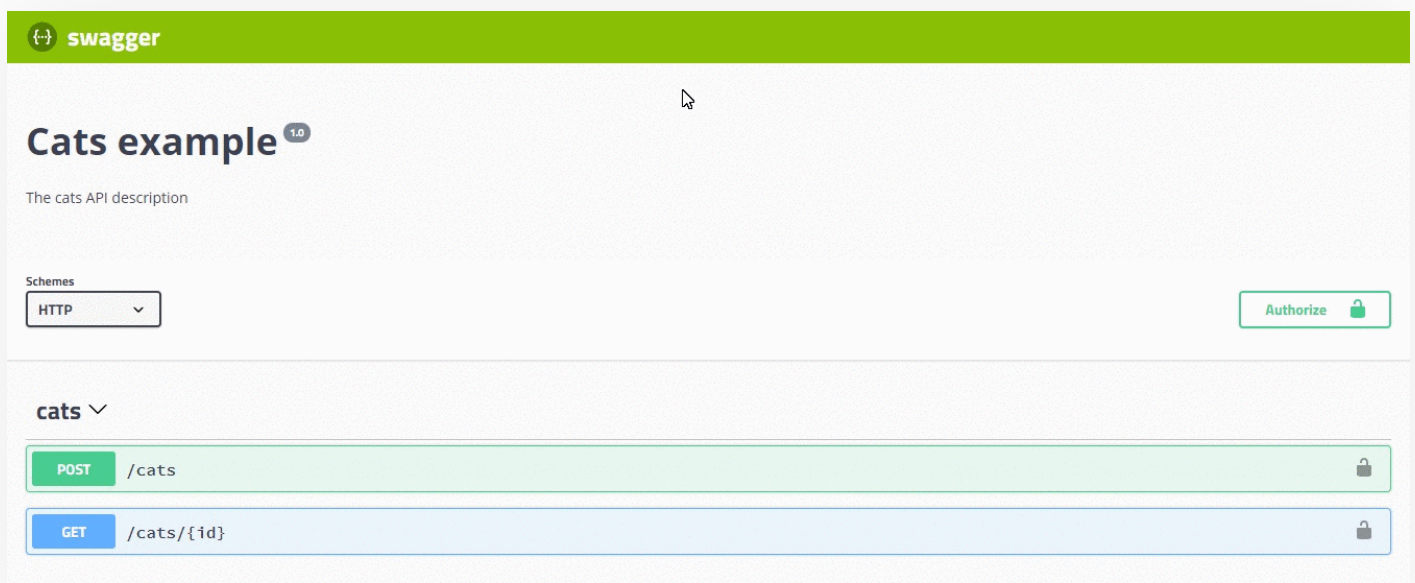 {··} swagger
Cats example 1.0
The cats API description
Schemes
HTTP
Authorize
cats
POST /cats
GET /cats/{id}